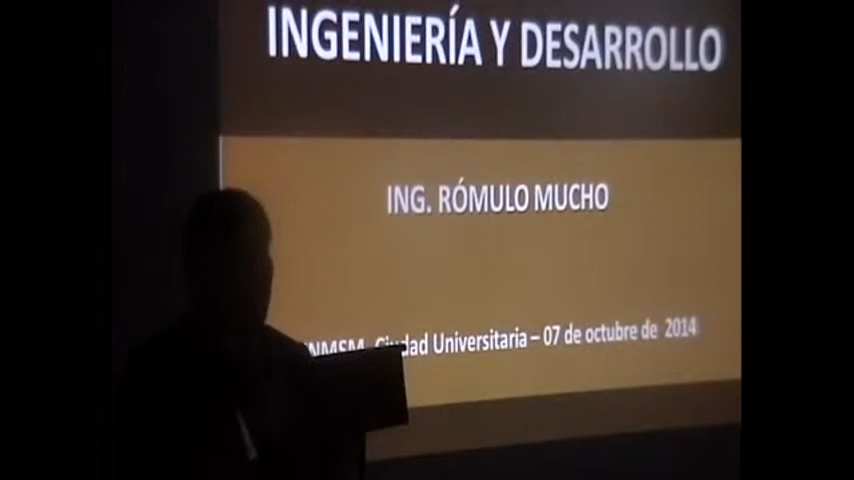 INGENIERÍA Y DESARROLLO
ING. RÓMULO MUCHO
Ciudad Universitaria – 07 de octubre de 2014